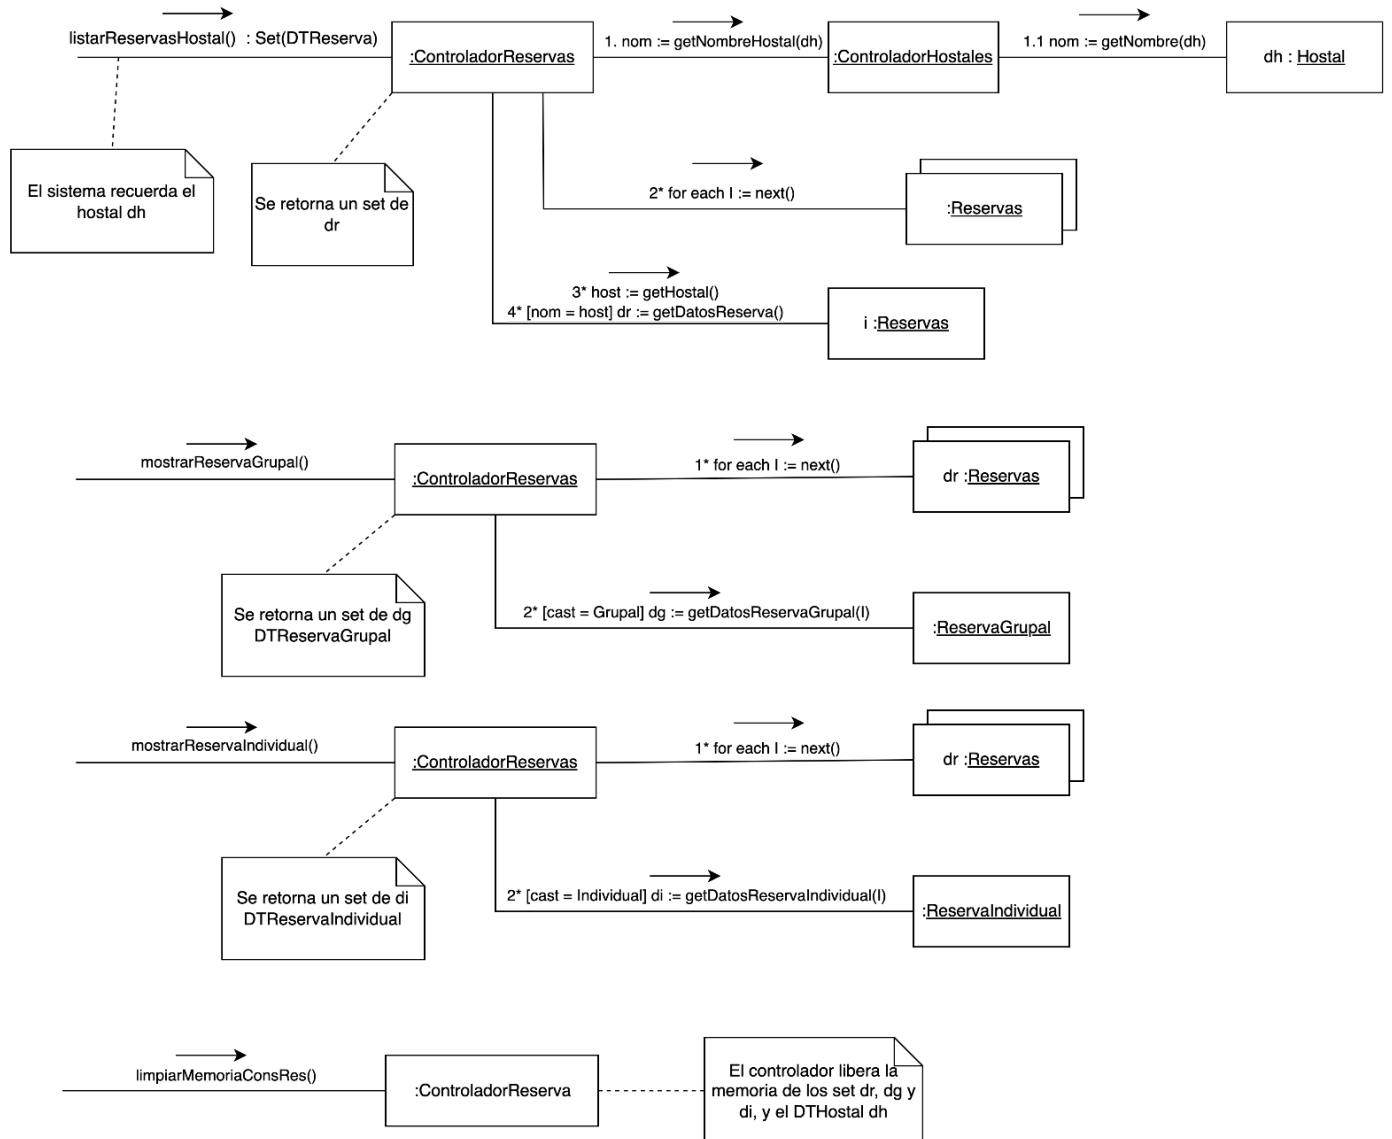 listarReservasHostal() : Set(DTReserva)
:ControladorReservas
1. nom := getNombreHostal(dh)
:ControladorHostales
1.1 nom := getNombre(dh)
dh : Hostal
El sistema recuerda el
hostal dh
Se retorna un set de
dr
2* for each I := next()
:Reservas
3* host := getHostal()
4* [nom = host] dr := getDatosReserva()
i :Reservas
mostrarReservaGrupal()
:ControladorReservas
1* for each I := next()
dr :Reservas
Se retorna un set de dg
DTReservaGrupal
2* [cast = Grupal] dg := getDatosReservaGrupal(I)
:ReservaGrupal
mostrarReservaIndividual()
:ControladorReservas
1* for each I := next()
dr :Reservas
Se retorna un set de di
DTReservaIndividual
2* [cast = Individual] di := getDatosReservaIndividual(I)
:ReservaIndividual
limpiarMemoriaConsRes()
:ControladorReserva
El controlador libera la
memoria de los set dr, dg y
di, y el DTHostal dh